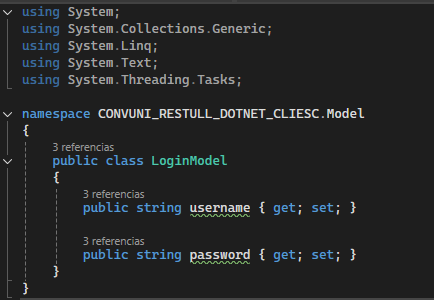 using System;
using System.Collections.Generic;
using System.Linq;
using System.Text;
using System.Threading.Tasks;
namespace CONVUNI_RESTULL_DOTNET_CLIESC.Model
{
3 referencias
public class LoginModel
{
3 referencias
public string username { get; set; }
3 referencias
public string password { get; set; }
}
}